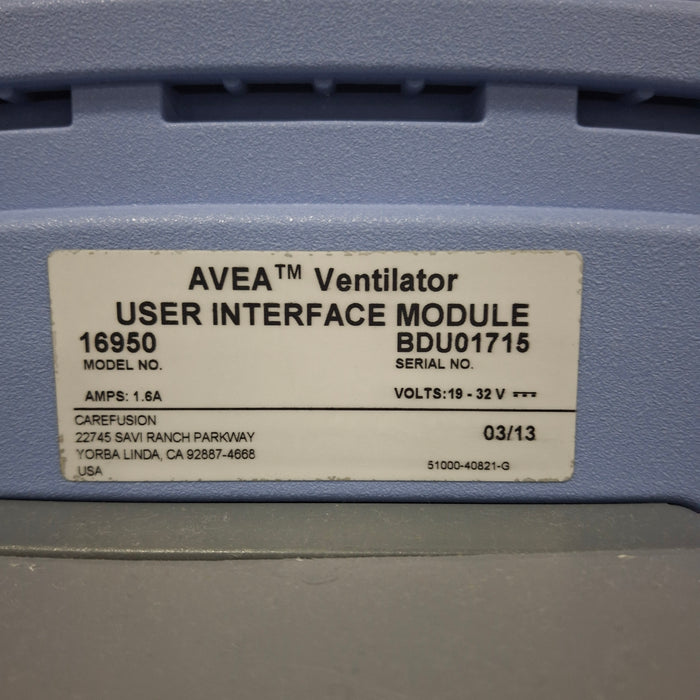 AVEA™ Ventilator
USER INTERFACE MODULE
16950 BDU01715
MODEL NO. SERIAL NO.
AMPS: 1.6A VOLTS:19 - 32 V ⎓
CAREFUSION
22745 SAVI RANCH PARKWAY 03/13
YORBA LINDA, CA 92887-4668
USA 51000-40821-G